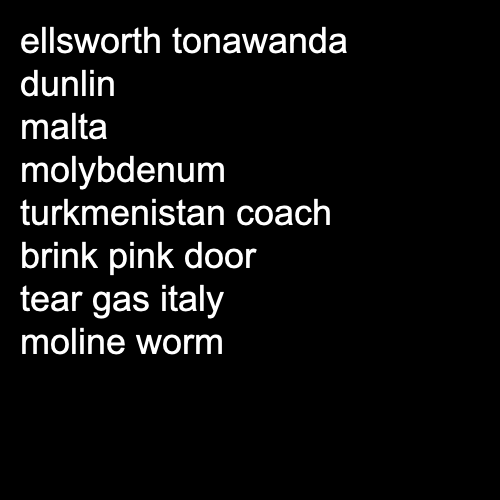 ellsworth tonawanda
dunlin
malta
molybdenum
turkmenistan coach
brink pink door
tear gas italy
moline worm